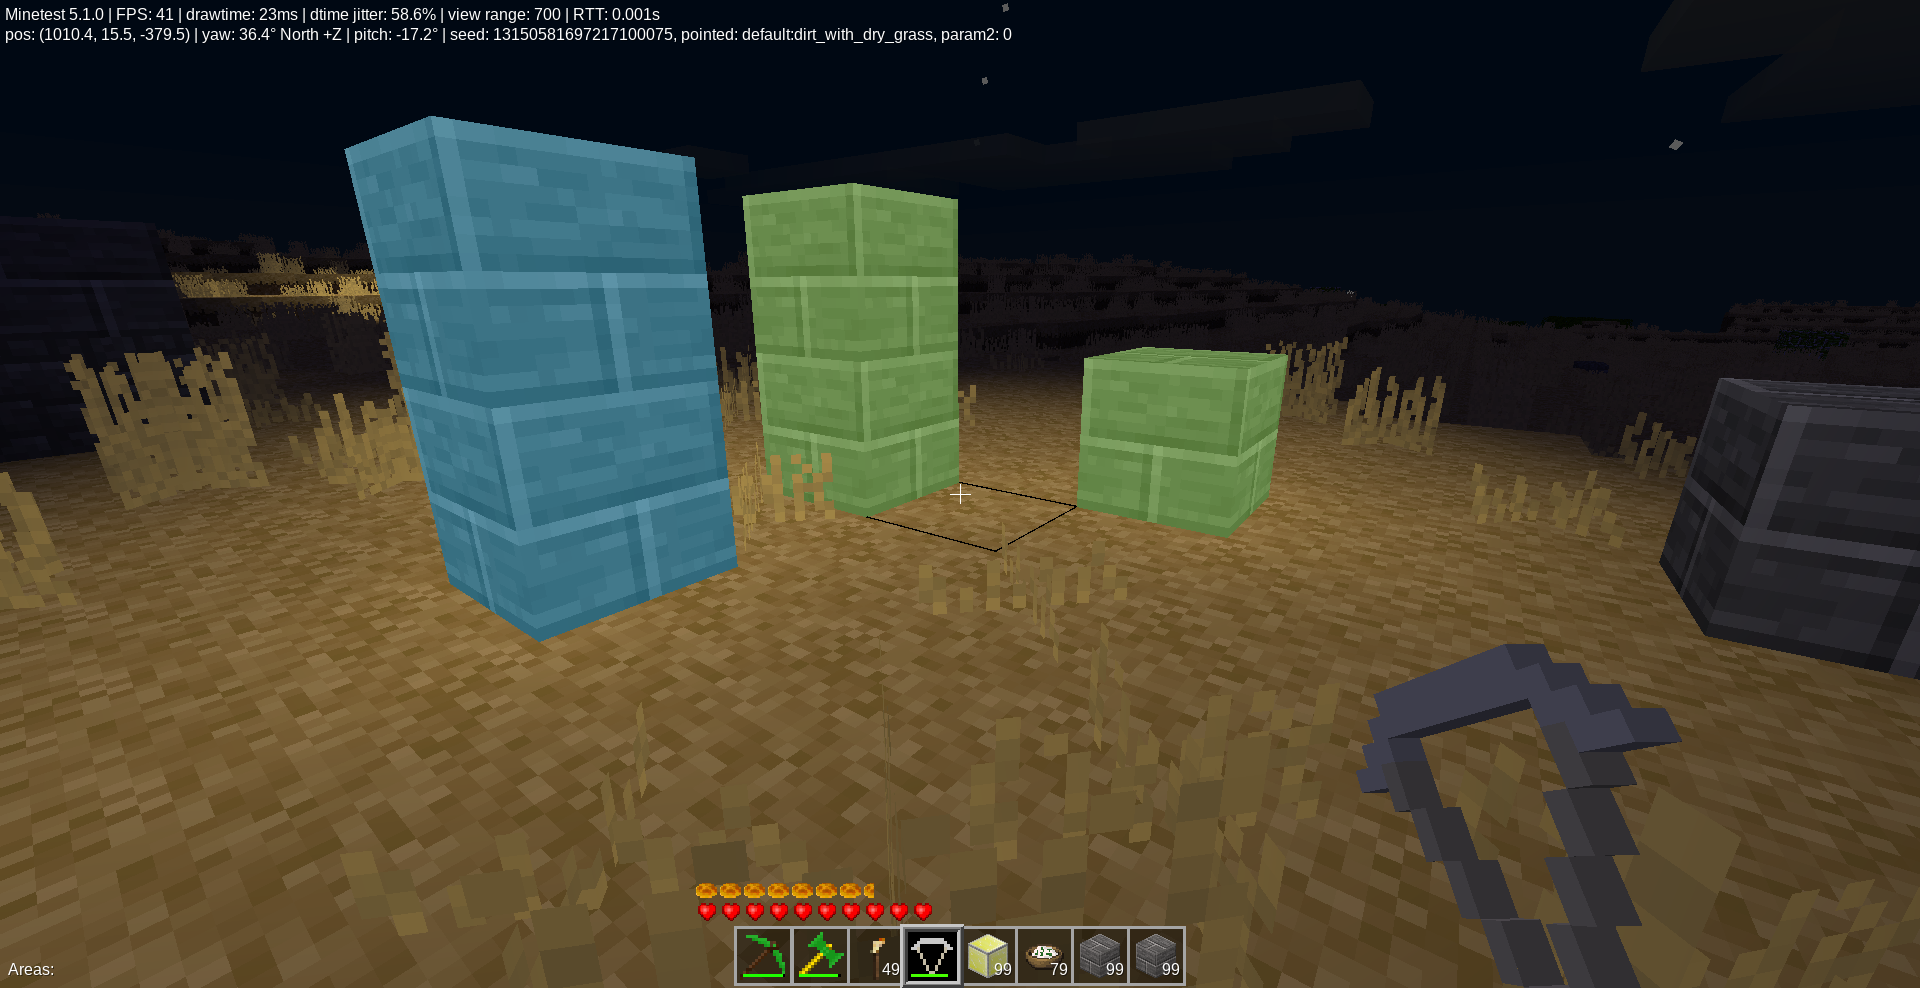 Minetest 5.1.0 | FPS: 41 | drawtime: 23ms | dtime jitter: 58.6% | view range: 700 | RTT: 0.001s
pos: (1010.4, 15.5, -379.5) | yaw: 36.4° North +Z | pitch: -17.2° | seed: 13150581697217100075, pointed: default:dirt_with_dry_grass, param2: 0
Areas:
49 99 79 99 99